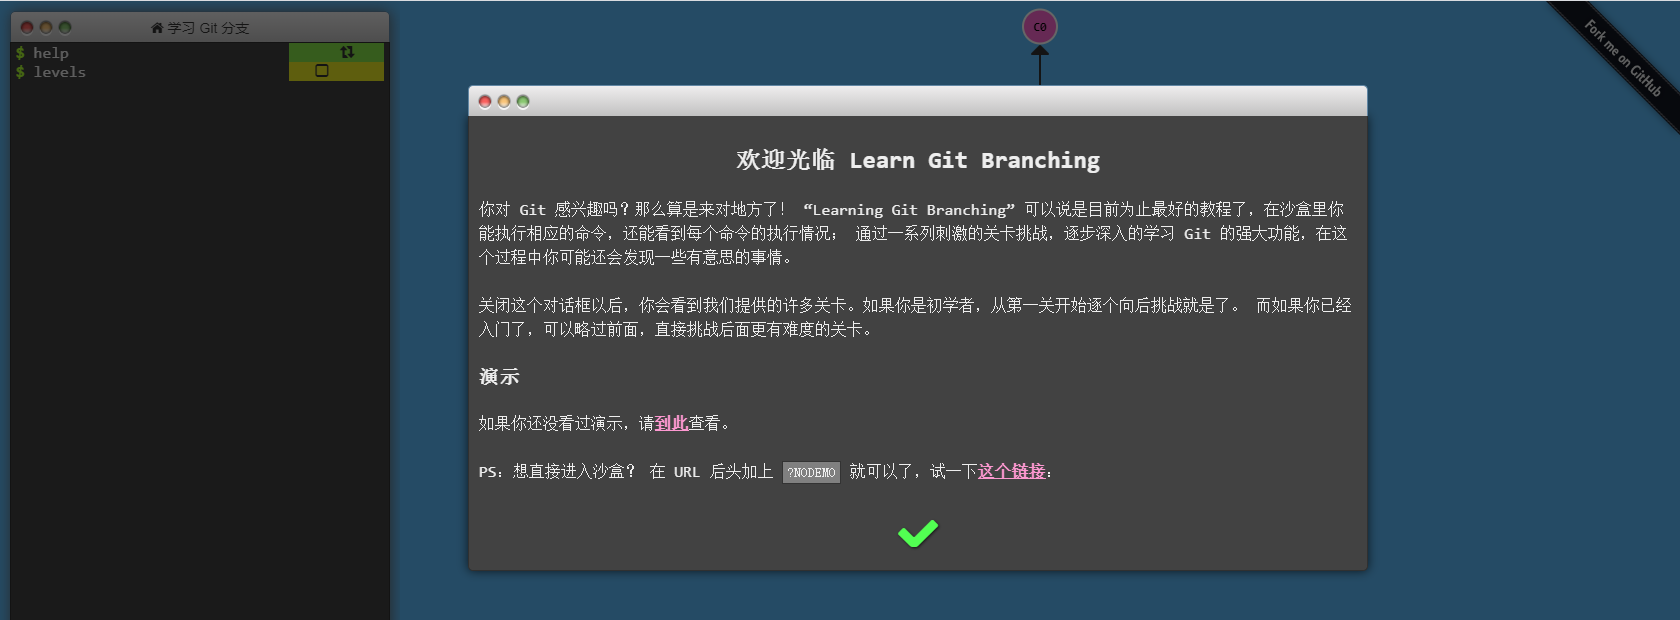 学习 Git 分支
$ help
$ levels
C0
Fork me on GitHub
欢迎光临 Learn Git Branching
你对 Git 感兴趣吗？那么算是来对地方了！ “Learning Git Branching” 可以说是目前为止最好的教程了，在沙盒里你
能执行相应的命令，还能看到每个命令的执行情况； 通过一系列刺激的关卡挑战，逐步深入的学习 Git 的强大功能，在这
个过程中你可能还会发现一些有意思的事情。
关闭这个对话框以后，你会看到我们提供的许多关卡。如果你是初学者，从第一关开始逐个向后挑战就是了。 而如果你已经
入门了，可以略过前面，直接挑战后面更有难度的关卡。
演示
如果你还没看过演示，请到此查看。
PS：想直接进入沙盒？ 在 URL 后头加上 ?NODEMO 就可以了，试一下这个链接：